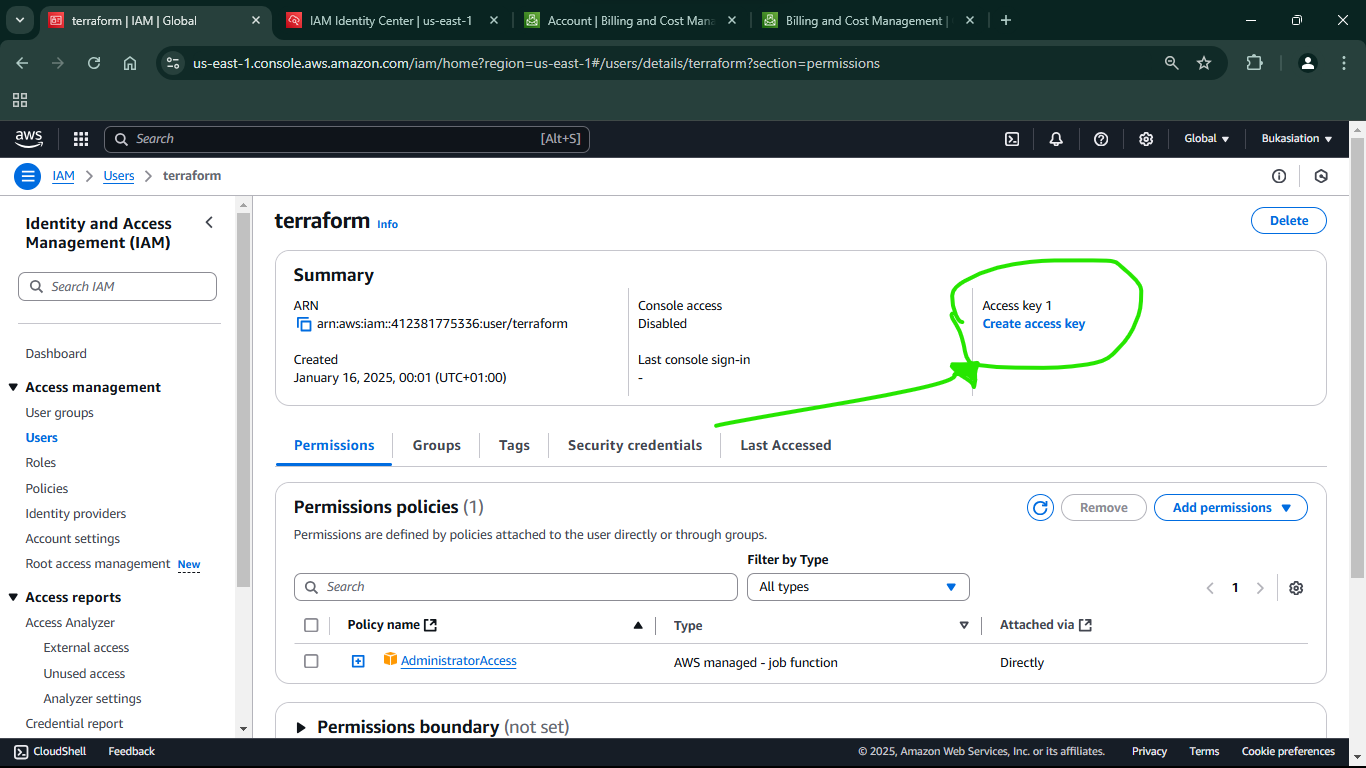 terraform | IAM | Global
IAM Identity Center | us-east-1
Account | Billing and Cost Mana
Billing and Cost Management |
us-east-1.console.aws.amazon.com/iam/home?region=us-east-1#/users/details/terraform?section=permissions
aws
Search
[Alt+S]
Global
Bukasiation
IAM
Users
terraform
Identity and Access
Management (IAM)
Search IAM
Dashboard
Access management
User groups
Users
Roles
Policies
Identity providers
Account settings
Root access management New
Access reports
Access Analyzer
External access
Unused access
Analyzer settings
Credential report
terraform Info
Delete
Summary
ARN
arn:aws:iam::412381775336:user/terraform
Created
January 16, 2025, 00:01 (UTC+01:00)
Console access
Disabled
Last console sign-in
-
Access key 1
Create access key
Permissions
Groups
Tags
Security credentials
Last Accessed
Permissions policies (1)
Remove
Add permissions
Permissions are defined by policies attached to the user directly or through groups.
Filter by Type
Search
All types
1
Policy name
Type
Attached via
AdministratorAccess
AWS managed - job function
Directly
Permissions boundary (not set)
CloudShell
Feedback
© 2025, Amazon Web Services, Inc. or its affiliates.
Privacy
Terms
Cookie preferences